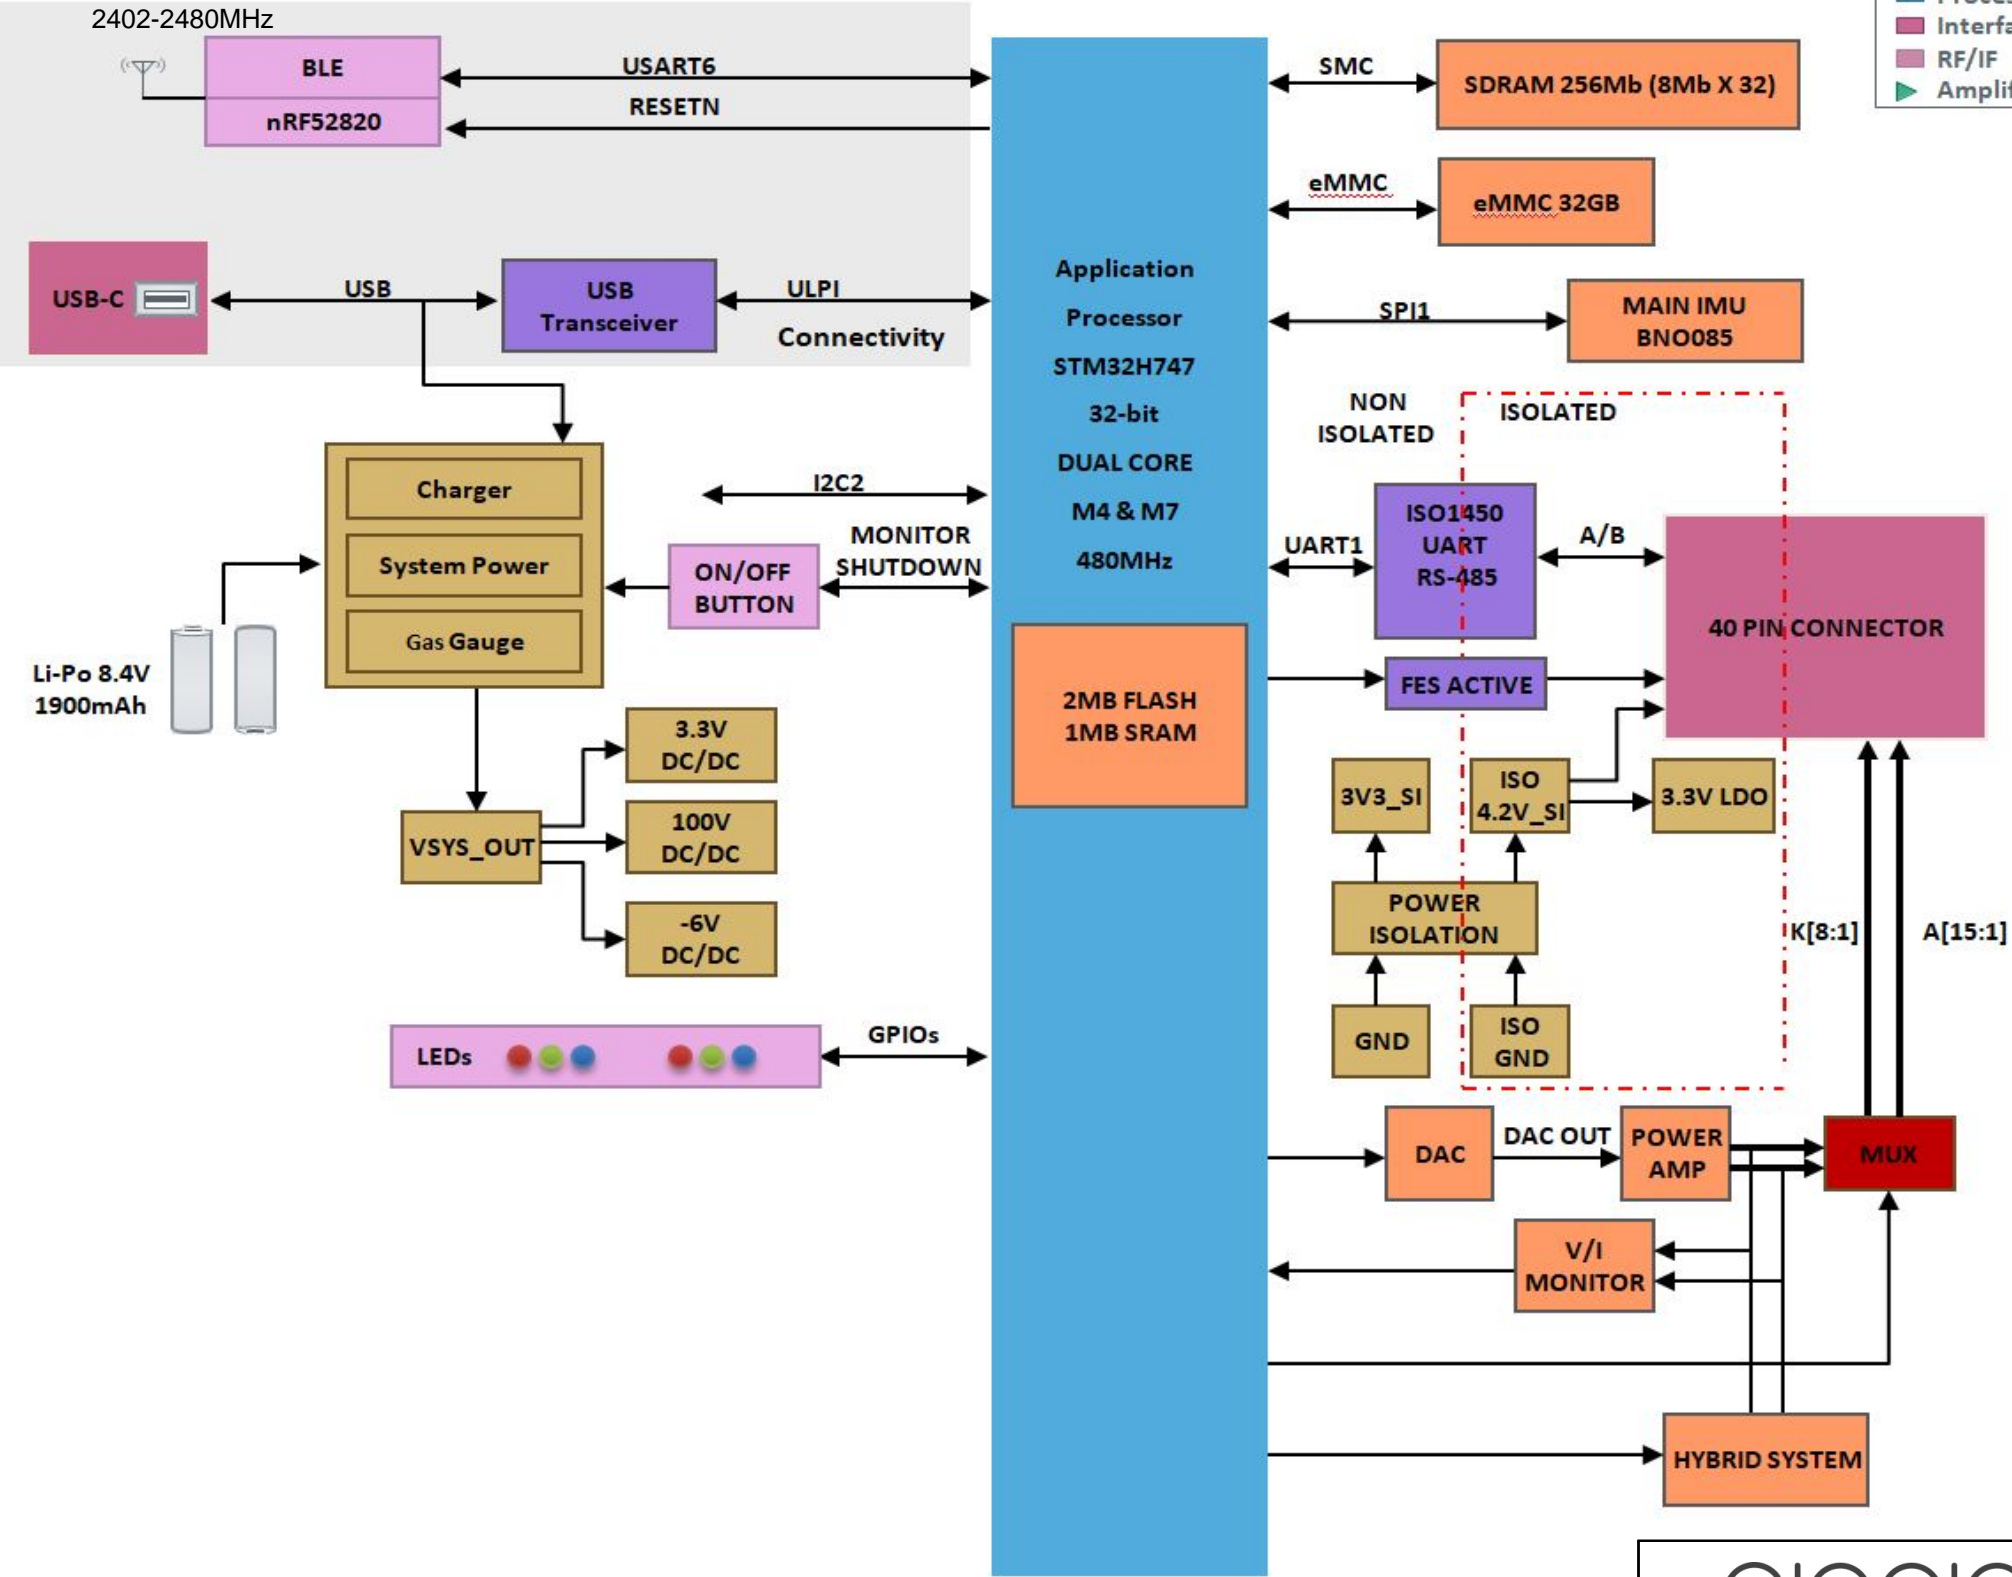 2402-2480MHz
BLE
nRF52820
USART6
RESETN
USB-C
USB
USB
Transceiver
ULPI
Connectivity
Charger
System Power
Gas Gauge
I2C2
ON/OFF
BUTTON
MONITOR
SHUTDOWN
Li-Po 8.4V
1900mAh
VSYS_OUT
3.3V
DC/DC
100V
DC/DC
-6V
DC/DC
LEDs
GPIOs
Application
Processor
STM32H747
32-bit
DUAL CORE
M4 & M7
480MHz
2MB FLASH
1MB SRAM
SMC
SDRAM 256Mb (8Mb X 32)
eMMC
eMMC 32GB
SPI1
MAIN IMU
BNO085
NON
ISOLATED
ISOLATED
UART1
ISO1450
UART
RS-485
A/B
40 PIN CONNECTOR
FES ACTIVE
3V3_SI
ISO
4.2V_SI
3.3V LDO
POWER
ISOLATION
GND
ISO
GND
K[8:1]
A[15:1]
DAC
DAC OUT
POWER
AMP
MUX
V/I
MONITOR
HYBRID SYSTEM
RF/IF